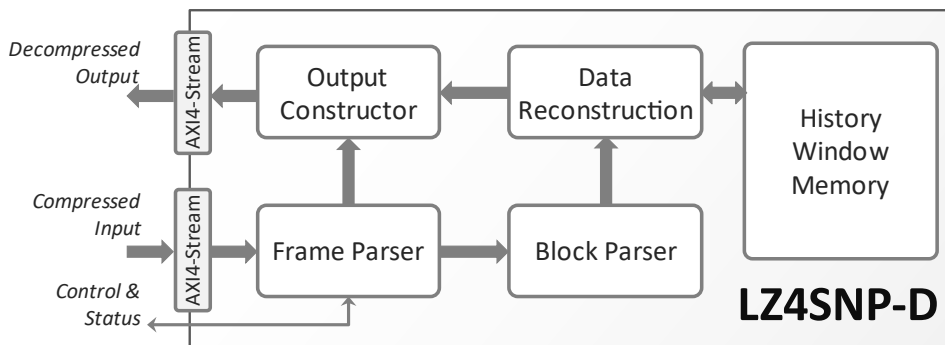 Decompressed
Output
AXI4-Stream
Output
Constructor
Data
Reconstruction
History
Window
Memory
Compressed
Input
AXI4-Stream
Frame Parser
Block Parser
Control &
Status
LZ4SNP-D